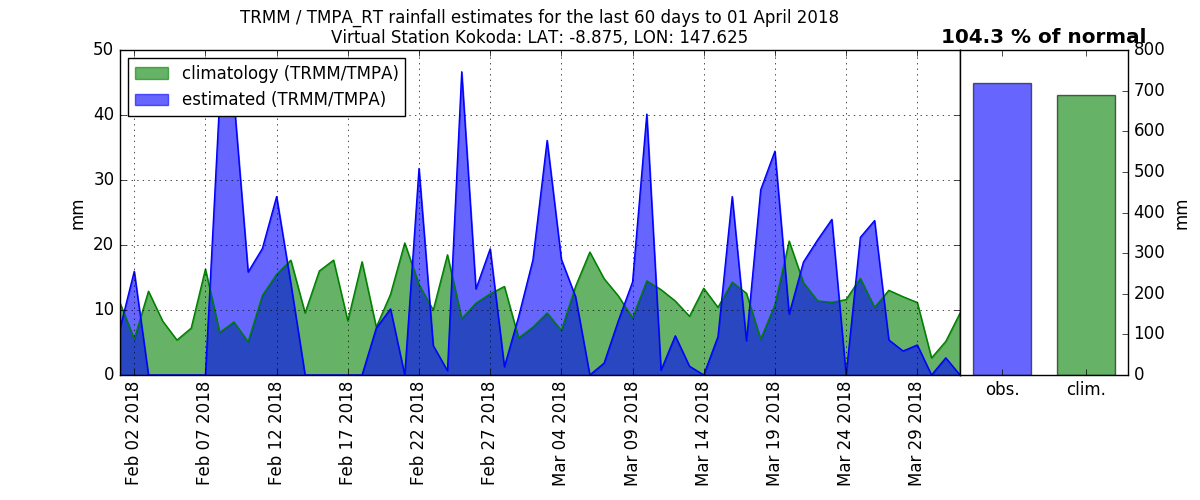 TRMM / TMPA_RT rainfall estimates for the last 60 days to 01 April 2018
Virtual Station Kokoda: LAT: -8.875, LON: 147.625
104.3 % of normal
climatology (TRMM/TMPA)
estimated (TRMM/TMPA)
50
40
30
20
10
0
mm
Feb 02 2018
Feb 07 2018
Feb 12 2018
Feb 17 2018
Feb 22 2018
Feb 27 2018
Mar 04 2018
Mar 09 2018
Mar 14 2018
Mar 19 2018
Mar 24 2018
Mar 29 2018
800
700
600
500
400
300
200
100
0
mm
obs.
clim.